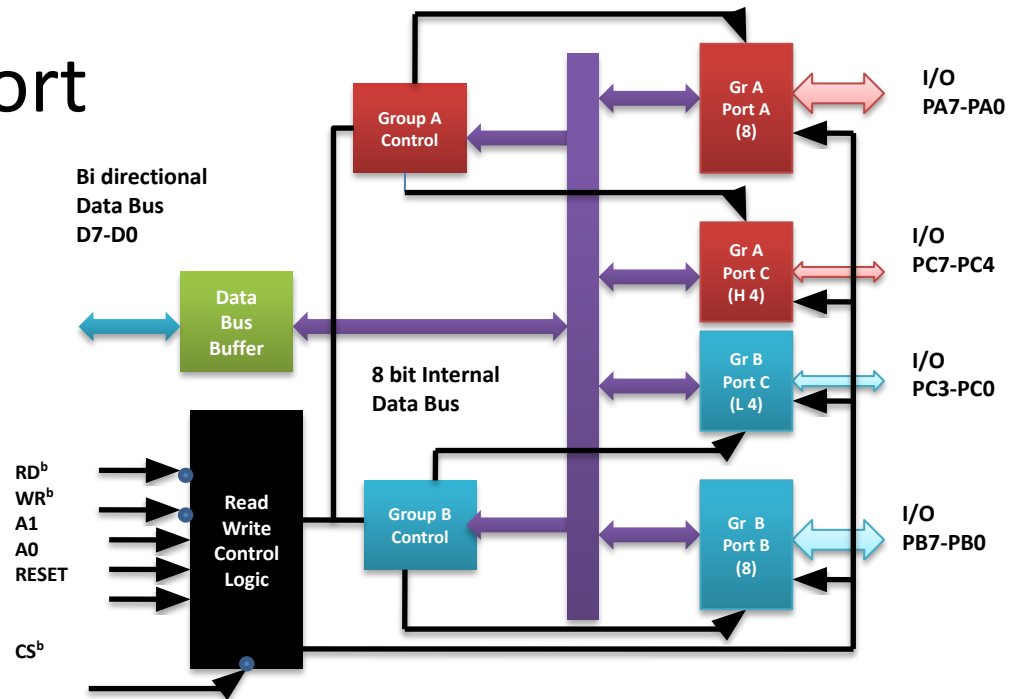 ort
Group A
Control
Gr A
Port A
(8)
I/O
PA7-PA0
Bi directional
Data Bus
D7-D0
Gr A
Port C
(H 4)
I/O
PC7-PC4
Data
Bus
Buffer
8 bit Internal
Data Bus
Gr B
Port C
(L 4)
I/O
PC3-PC0
RDᵇ
WRᵇ
A1
A0
RESET
CSᵇ
Read
Write
Control
Logic
Group B
Control
Gr B
Port B
(8)
I/O
PB7-PB0